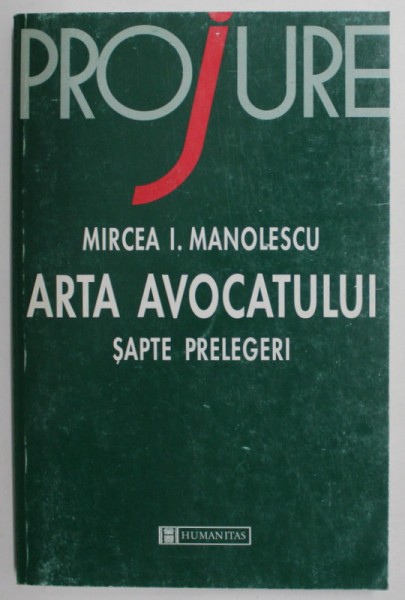 PROjURE
MIRCEA I. MANOLESCU
ARTA AVOCATULUI
ŞAPTE PRELEGERI
HUMANITAS